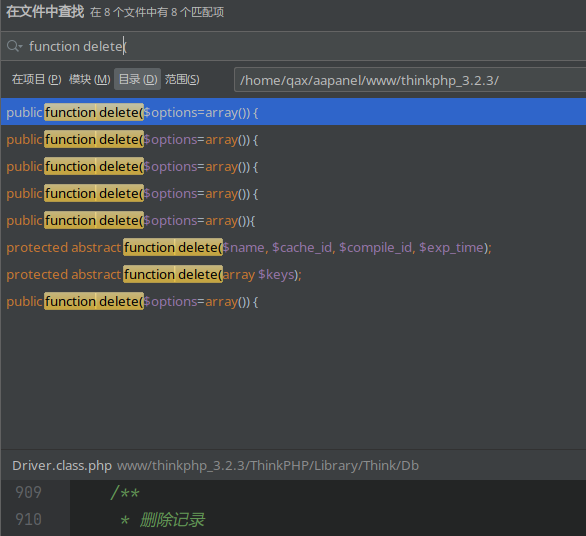 在文件中查找 在 8 个文件中有 8 个匹配项
function delete(
在项目 (P) 模块 (M) 目录 (D) 范围(S) /home/qax/aapanel/www/thinkphp_3.2.3/
public function delete($options=array()) {
public function delete($options=array()) {
public function delete($options=array()) {
public function delete($options=array()) {
public function delete($options=array()){
protected abstract function delete($name, $cache_id, $compile_id, $exp_time);
protected abstract function delete(array $keys);
public function delete($options=array()) {
Driver.class.php www/thinkphp_3.2.3/ThinkPHP/Library/Think/Db
909 /**
910 * 删除记录